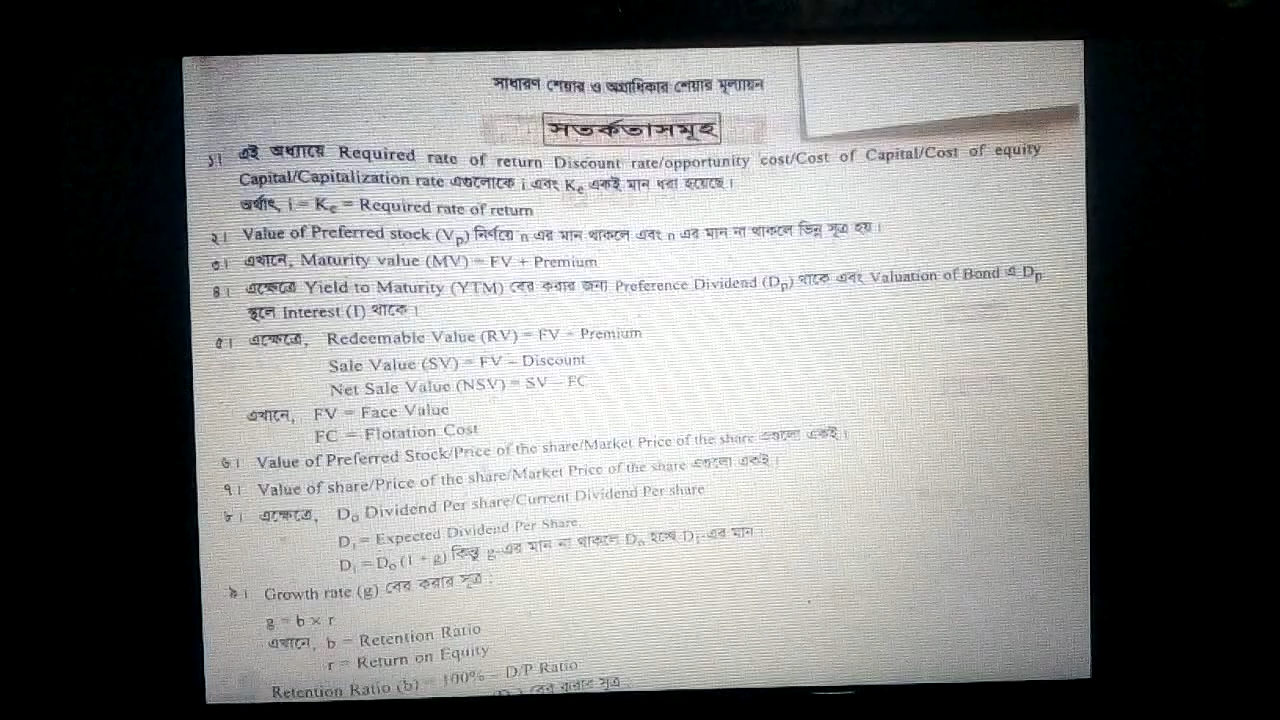 সাধারণ শেয়ার ও অগ্রাধিকার শেয়ার মূল্যায়ন
সতর্কতাসমূহ
১। এই অধ্যায়ে Required rate of return Discount rate/opportunity cost/Cost of Capital/Cost of equity
Capital/Capitalization rate এগুলোকে i এবং Ke একই মান ধরা হয়েছে।
অর্থাৎ i = Ke = Required rate of return
২। Value of Preferred stock (Vp) নির্ণয়ে n এর মান থাকলে এবং n এর মান না থাকলে ভিন্ন সূত্র হয়।
৩। এখানে, Maturity value (MV) = FV + Premium
৪। এক্ষেত্রে Yield to Maturity (YTM) বের করার জন্য Preference Dividend (Dp) থাকে এবং Valuation of Bond এ Dp
স্থলে Interest (I) থাকে।
৫। এক্ষেত্রে, Redeemable Value (RV) = FV + Premium
Sale Value (SV) = FV – Discount
Net Sale Value (NSV) = SV – FC
এখানে, FV = Face Value
FC = Flotation Cost
৬। Value of Preferred Stock/Price of the share/Market Price of the share এগুলো একই।
৭। Value of share/Price of the share/Market Price of the share এগুলো একই।
৮। এক্ষেত্রে, D₀ Dividend Per share/Current Dividend Per share
D₁ = Expected Dividend Per Share
D₁ = D₀ (1 + g) কিন্তু g-এর মান না থাকলে D₀ হবে D₁-এর মান।
৯। Growth rate (g) বের করার সূত্র :
g = b × r
এখানে, b = Retention Ratio
r = Return on Equity
Retention Ratio (b) = 100% – D/P Ratio
বের করার সূত্র